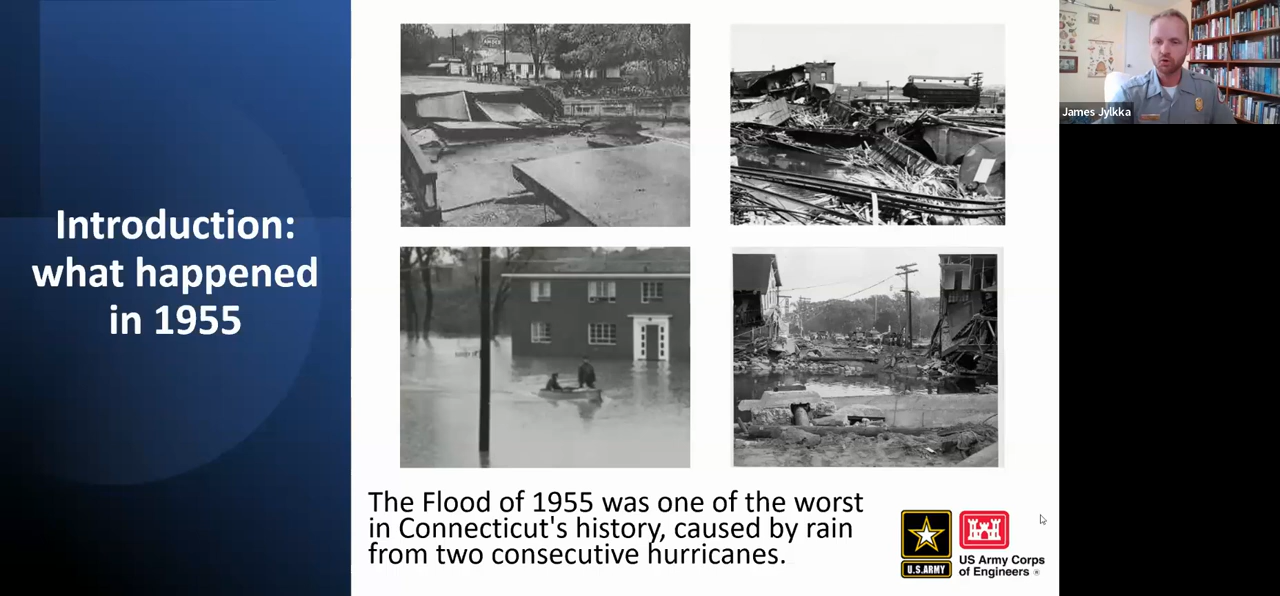 Introduction:
what happened
in 1955
The Flood of 1955 was one of the worst
in Connecticut's history, caused by rain
from two consecutive hurricanes.
U.S.ARMY
US Army Corps
of Engineers ®
James Jylkka